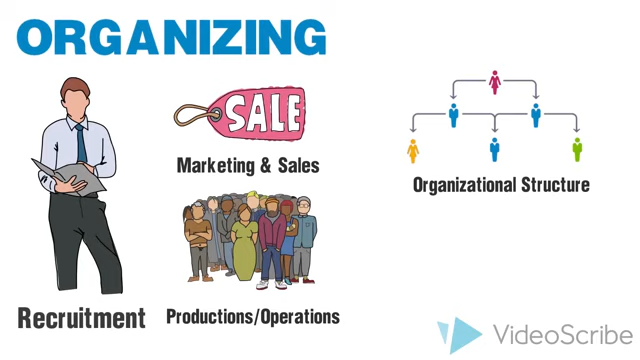 ORGANIZING
SALE
Marketing & Sales
Organizational Structure
Recruitment
Productions/Operations
VideoScribe